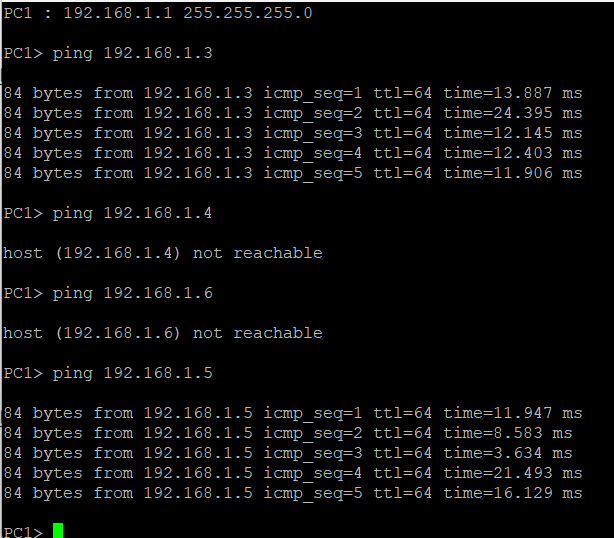 PC1 : 192.168.1.1 255.255.255.0
PC1> ping 192.168.1.3
84 bytes from 192.168.1.3 icmp_seq=1 ttl=64 time=13.887 ms
84 bytes from 192.168.1.3 icmp_seq=2 ttl=64 time=24.395 ms
84 bytes from 192.168.1.3 icmp_seq=3 ttl=64 time=12.145 ms
84 bytes from 192.168.1.3 icmp_seq=4 ttl=64 time=12.403 ms
84 bytes from 192.168.1.3 icmp_seq=5 ttl=64 time=11.906 ms
PC1> ping 192.168.1.4
host (192.168.1.4) not reachable
PC1> ping 192.168.1.6
host (192.168.1.6) not reachable
PC1> ping 192.168.1.5
84 bytes from 192.168.1.5 icmp_seq=1 ttl=64 time=11.947 ms
84 bytes from 192.168.1.5 icmp_seq=2 ttl=64 time=8.583 ms
84 bytes from 192.168.1.5 icmp_seq=3 ttl=64 time=3.634 ms
84 bytes from 192.168.1.5 icmp_seq=4 ttl=64 time=21.493 ms
84 bytes from 192.168.1.5 icmp_seq=5 ttl=64 time=16.129 ms
PC1>